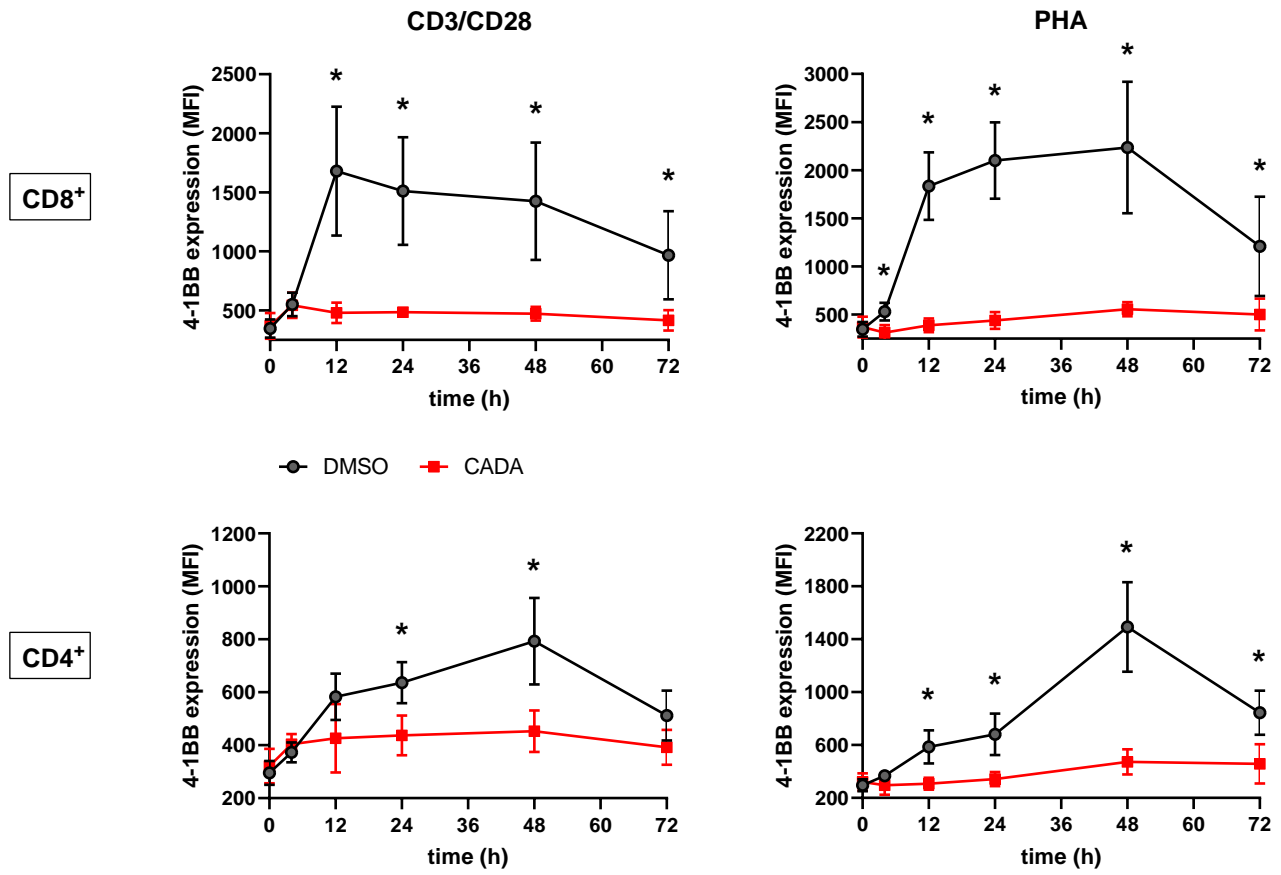 CD3/CD28
PHA
CD8⁺
4-1BB expression (MFI)
2500
2000
1500
1000
500
* * * *
0 12 24 36 48 60 72
time (h)
4-1BB expression (MFI)
3000
2500
2000
1500
1000
500
* * * * *
0 12 24 36 48 60 72
time (h)
DMSO CADA
CD4⁺
4-1BB expression (MFI)
1200
1000
800
600
400
200
* *
0 12 24 36 48 60 72
time (h)
4-1BB expression (MFI)
2200
1800
1400
1000
600
200
* * * *
0 12 24 36 48 60 72
time (h)